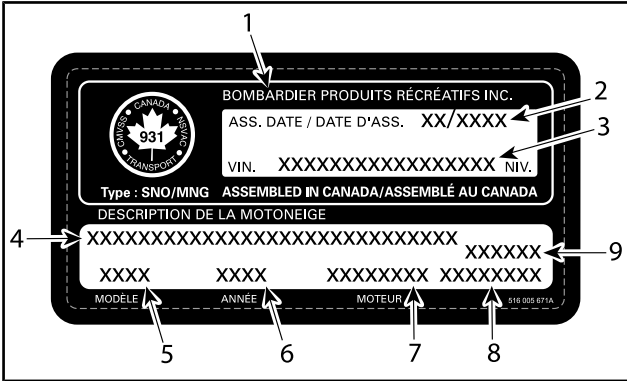 1
BOMBARDIER PRODUITS RÉCRÉATIFS INC.
2
ASS. DATE / DATE D'ASS. XX/XXXX
3
CANADA
CMVSS
NSVAC
931
TRANSPORT
VIN. XXXXXXXXXXXXXXXXX NIV.
Type : SNO/MNG ASSEMBLED IN CANADA/ASSEMBLÉ AU CANADA
DESCRIPTION DE LA MOTONEIGE
4
XXXXXXXXXXXXXXXXXXXXXXXXXXXXX
XXXXXX
9
XXXX XXXX XXXXXXXX XXXXXXXX
MODÈLE ANNÉE MOTEUR 516 005 671A
5 6 7 8